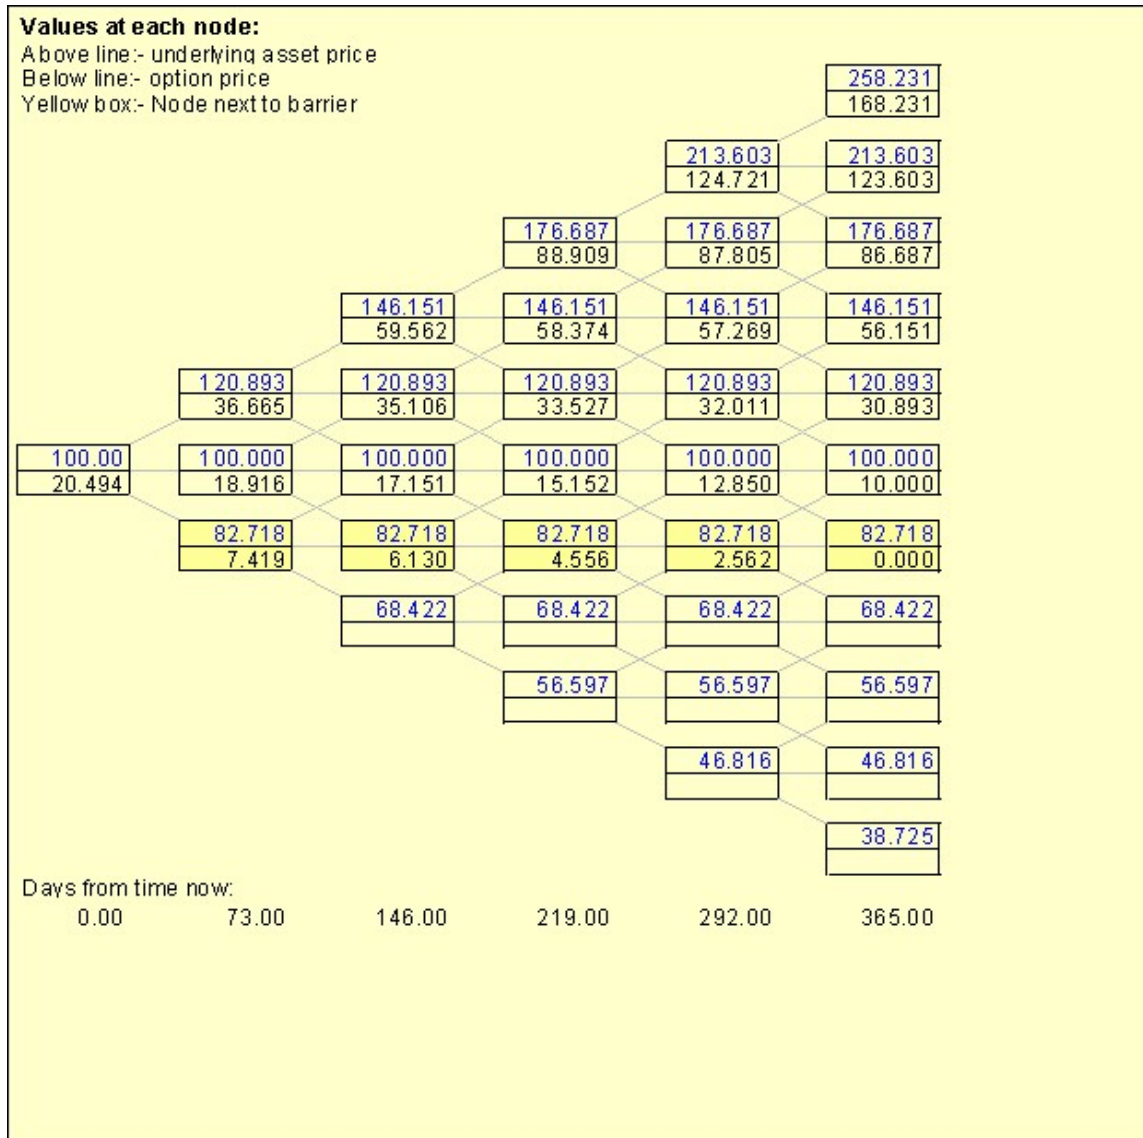 Values at each node:
Above line:- underlying asset price
Below line:- option price
Yellow box:- Node next to barrier
258.231
168.231
213.603 213.603
124.721 123.603
176.687 176.687 176.687
88.909 87.805 86.687
146.151 146.151 146.151 146.151
59.562 58.374 57.269 56.151
120.893 120.893 120.893 120.893 120.893
36.665 35.106 33.527 32.011 30.893
100.00 100.000 100.000 100.000 100.000 100.000
20.494 18.916 17.151 15.152 12.850 10.000
82.718 82.718 82.718 82.718 82.718
7.419 6.130 4.556 2.562 0.000
68.422 68.422 68.422 68.422
56.597 56.597 56.597
46.816 46.816
38.725
Days from time now:
0.00 73.00 146.00 219.00 292.00 365.00